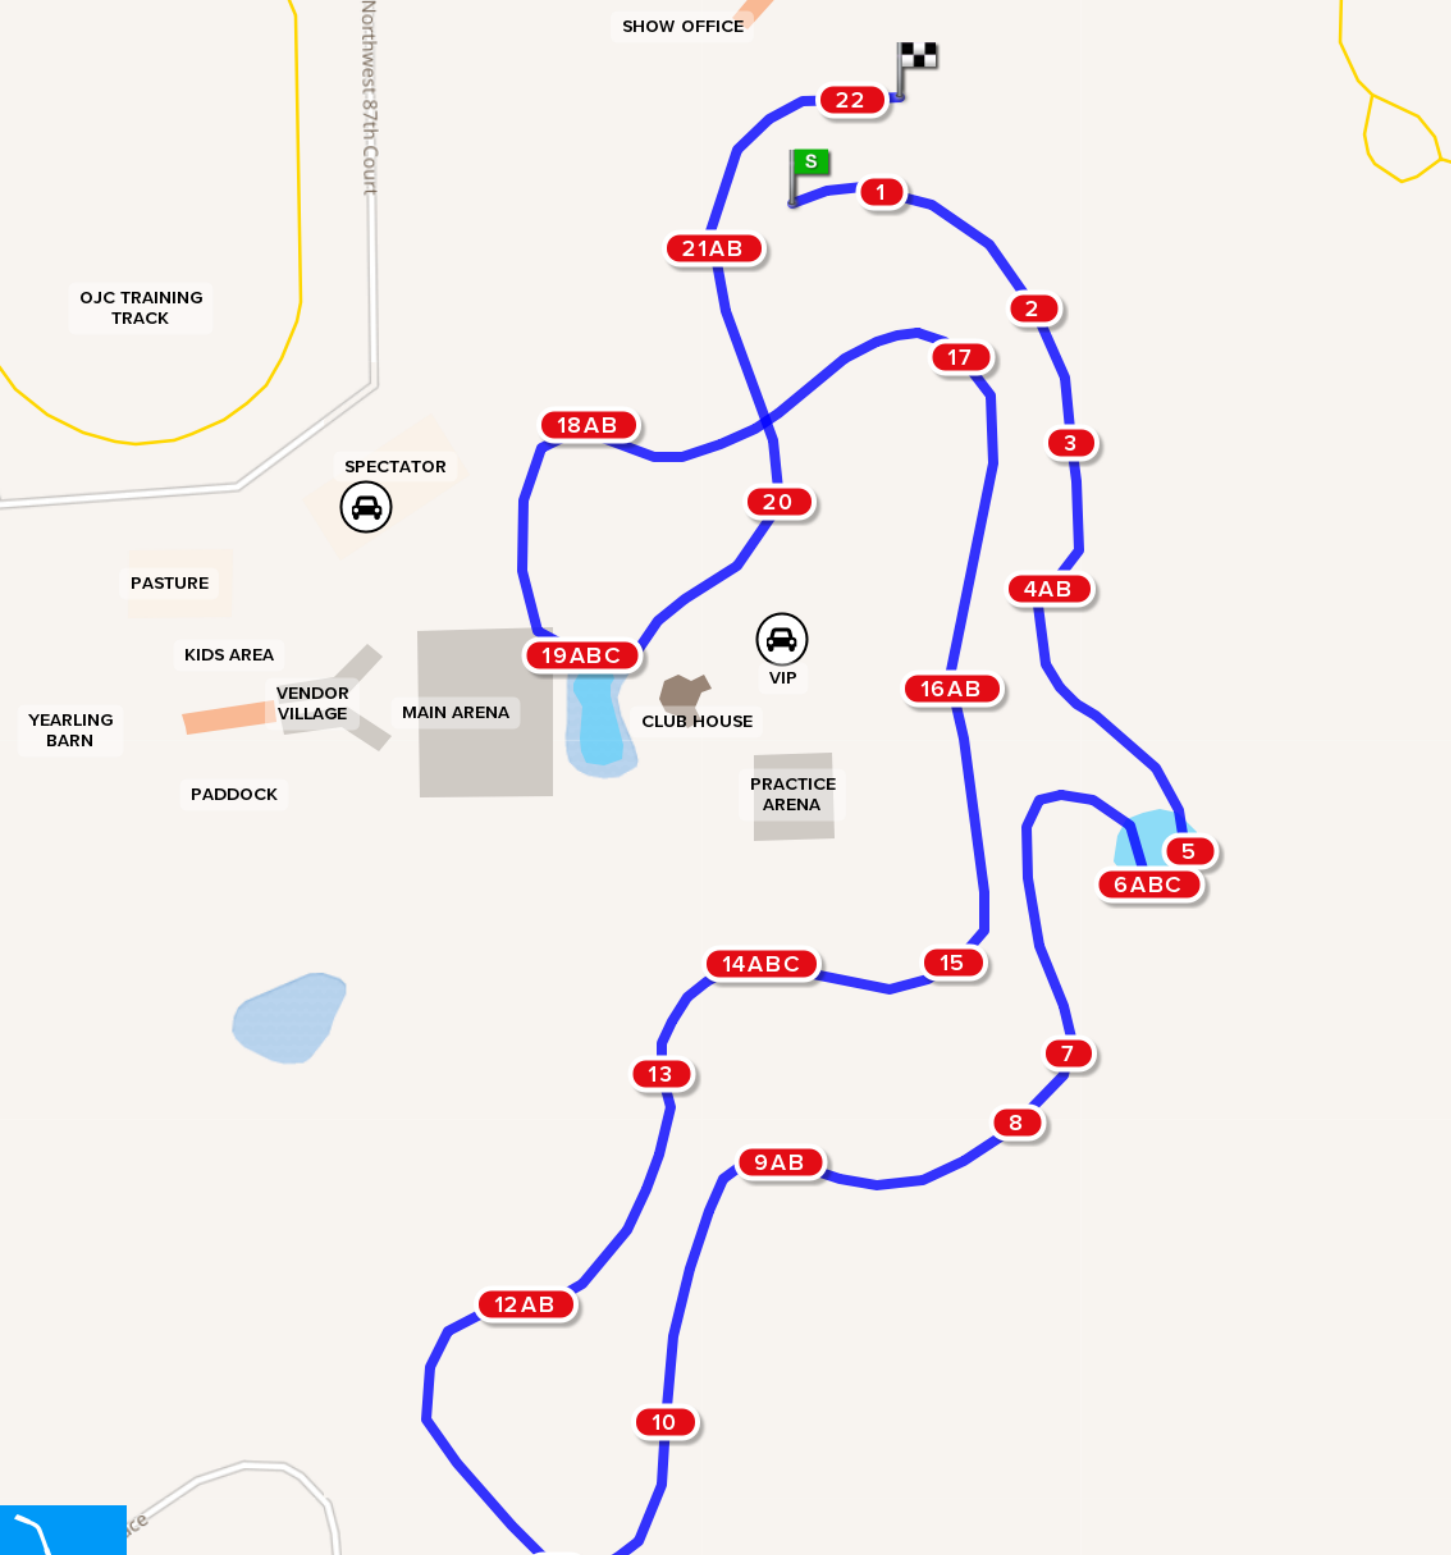 SHOW OFFICE
Northwest 87th Court
22
S
1
21AB
OJC TRAINING
TRACK
2
17
18AB
3
SPECTATOR
20
PASTURE
4AB
KIDS AREA
19ABC
VIP
VENDOR
VILLAGE
16AB
MAIN ARENA
CLUB HOUSE
YEARLING
BARN
PADDOCK
PRACTICE
ARENA
5
6ABC
14ABC
15
7
13
8
9AB
12AB
10